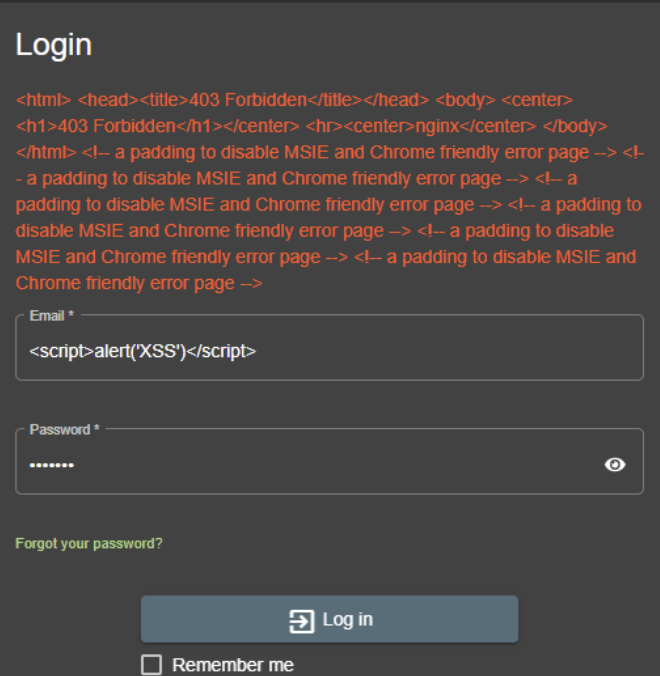 Login
<html> <head><title>403 Forbidden</title></head> <body> <center>
<h1>403 Forbidden</h1></center> <hr><center>nginx</center> </body>
</html> <!-- a padding to disable MSIE and Chrome friendly error page --> <!-
- a padding to disable MSIE and Chrome friendly error page --> <!-- a
padding to disable MSIE and Chrome friendly error page --> <!-- a padding to
disable MSIE and Chrome friendly error page --> <!-- a padding to disable
MSIE and Chrome friendly error page --> <!-- a padding to disable MSIE and
Chrome friendly error page -->
Email *
<script>alert('XSS')</script>
Password *
•••••••
Forgot your password?
Log in
Remember me